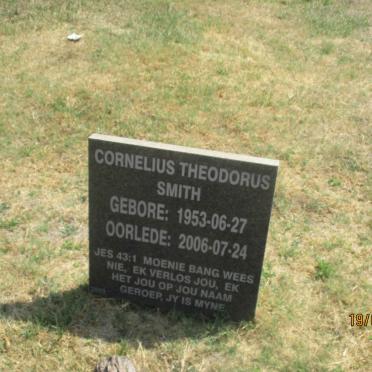 CORNELIUS THEODORUS
SMITH
GEBORE: 1953-06-27
OORLEDE: 2006-07-24
JES 43:1 MOENIE BANG WEES
NIE, EK VERLOS JOU, EK
HET JOU OP JOU NAAM
GEROEP, JY IS MYNE
19/